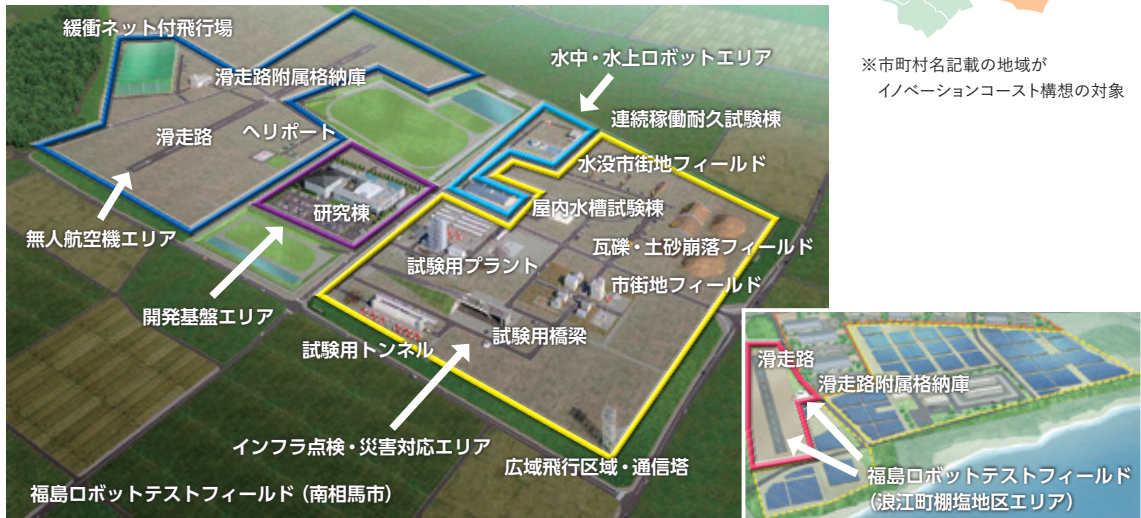 緩衝ネット付飛行場
滑走路附属格納庫
滑走路
ヘリポート
無人航空機エリア
研究棟
開発基盤エリア
水中・水上ロボットエリア
連続稼働耐久試験棟
水没市街地フィールド
屋内水槽試験棟
瓦礫・土砂崩落フィールド
試験用プラント
市街地フィールド
試験用橋梁
試験用トンネル
インフラ点検・災害対応エリア
広域飛行区域・通信塔
福島ロボットテストフィールド（南相馬市）
※市町村名記載の地域が
イノベーションコースト構想の対象
滑走路
滑走路附属格納庫
福島ロボットテストフィールド
（浪江町棚塩地区エリア）